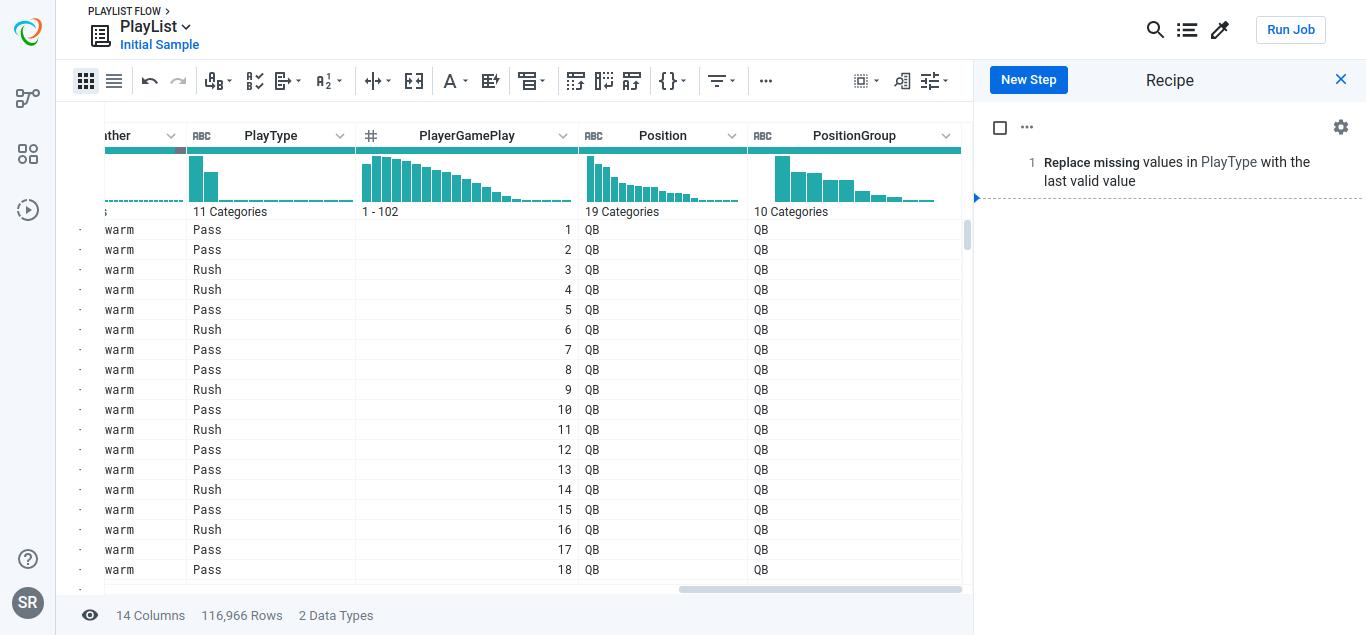 PLAYLIST FLOW
PlayList
Initial Sample
Run Job
New Step
Recipe
1 Replace missing values in PlayType with the
last valid value
ather ABC PlayType # PlayerGamePlay ABC Position ABC PositionGroup
s 11 Categories 1 - 102 19 Categories 10 Categories
warm Pass 1 QB QB
warm Pass 2 QB QB
warm Rush 3 QB QB
warm Rush 4 QB QB
warm Pass 5 QB QB
warm Rush 6 QB QB
warm Pass 7 QB QB
warm Pass 8 QB QB
warm Rush 9 QB QB
warm Pass 10 QB QB
warm Rush 11 QB QB
warm Pass 12 QB QB
warm Pass 13 QB QB
warm Rush 14 QB QB
warm Pass 15 QB QB
warm Rush 16 QB QB
warm Pass 17 QB QB
warm Pass 18 QB QB
SR
14 Columns 116,966 Rows 2 Data Types